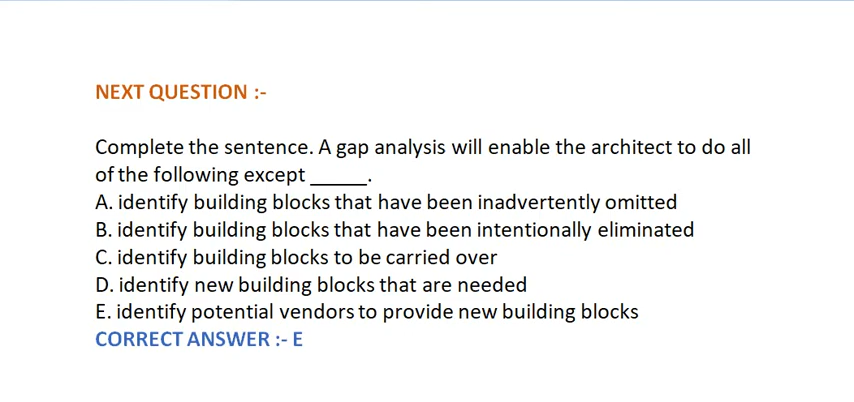 NEXT QUESTION :-
Complete the sentence. A gap analysis will enable the architect to do all
of the following except _____.
A. identify building blocks that have been inadvertently omitted
B. identify building blocks that have been intentionally eliminated
C. identify building blocks to be carried over
D. identify new building blocks that are needed
E. identify potential vendors to provide new building blocks
CORRECT ANSWER :- E